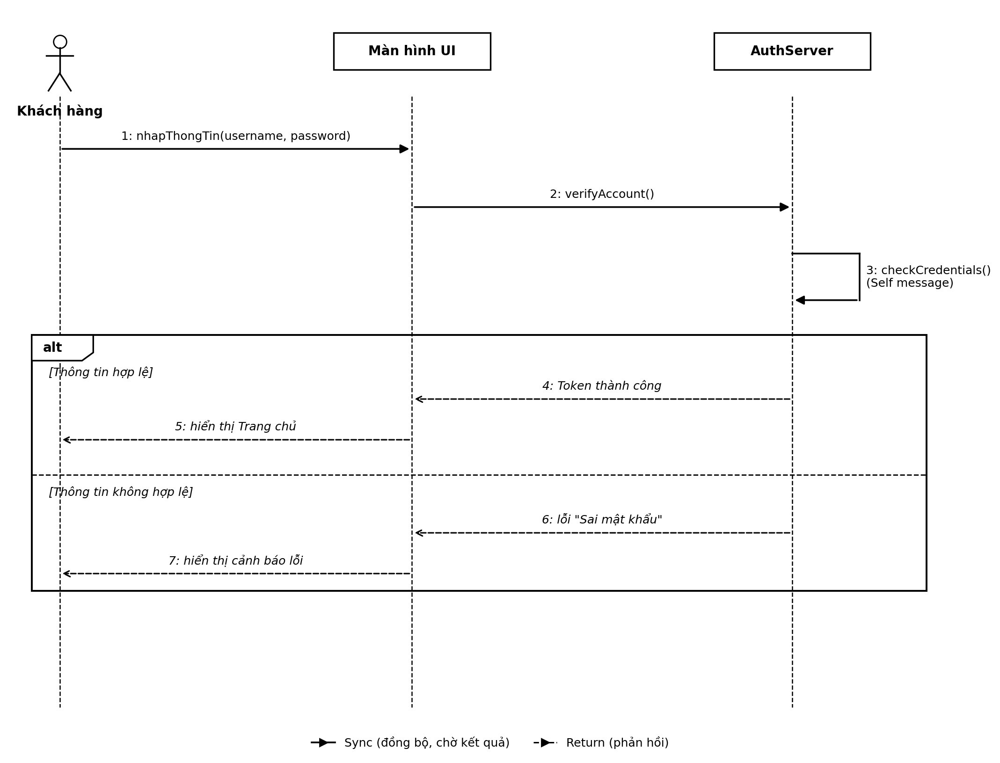 Màn hình UI
AuthServer
Khách hàng
1: nhapThongTin(username, password)
2: verifyAccount()
3: checkCredentials()
(Self message)
alt
[Thông tin hợp lệ]
4: Token thành công
5: hiển thị Trang chủ
[Thông tin không hợp lệ]
6: lỗi "Sai mật khẩu"
7: hiển thị cảnh báo lỗi
Sync (đồng bộ, chờ kết quả)
Return (phản hồi)